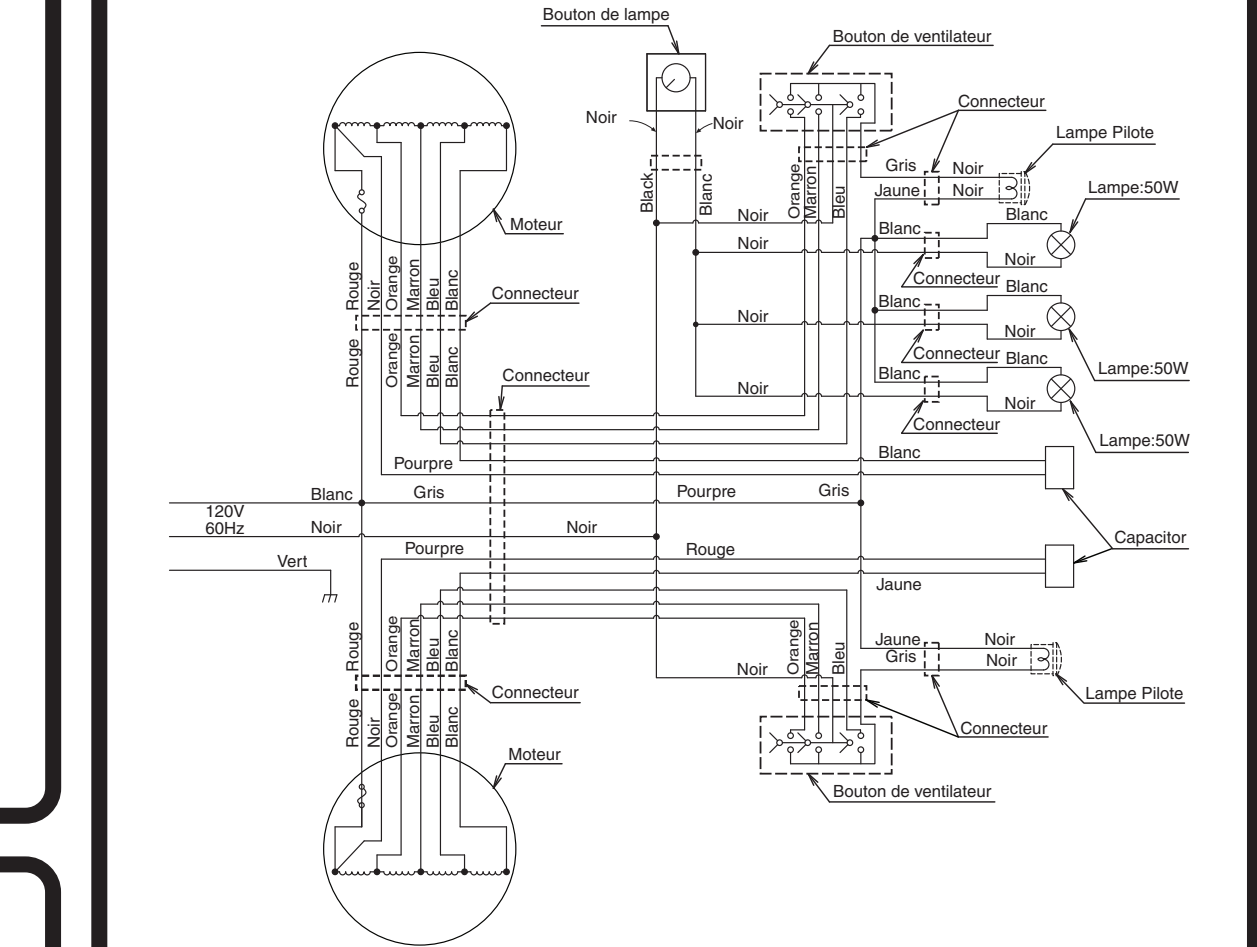 Bouton de lampe
Bouton de ventilateur
Connecteur
Lampe Pilote
Noir
Noir
Gris
Noir
Jaune
Noir
Lampe:50W
Black
Blanc
Orange
Marron
Bleu
Noir
Blanc
Blanc
Noir
Noir
Connecteur
Moteur
Rouge
Noir
Orange
Marron
Bleu
Blanc
Connecteur
Blanc
Blanc
Noir
Noir
Connecteur
Lampe:50W
Rouge
Orange
Marron
Bleu
Blanc
Connecteur
Blanc
Blanc
Noir
Noir
Connecteur
Lampe:50W
Blanc
Pourpre
Blanc
Gris
Pourpre
Gris
120V
60Hz
Noir
Noir
Capacitor
Vert
Pourpre
Rouge
Jaune
Rouge
Orange
Marron
Bleu
Blanc
Orange
Marron
Bleu
Jaune
Noir
Gris
Noir
Noir
Connecteur
Lampe Pilote
Rouge
Noir
Orange
Marron
Bleu
Blanc
Connecteur
Moteur
Bouton de ventilateur